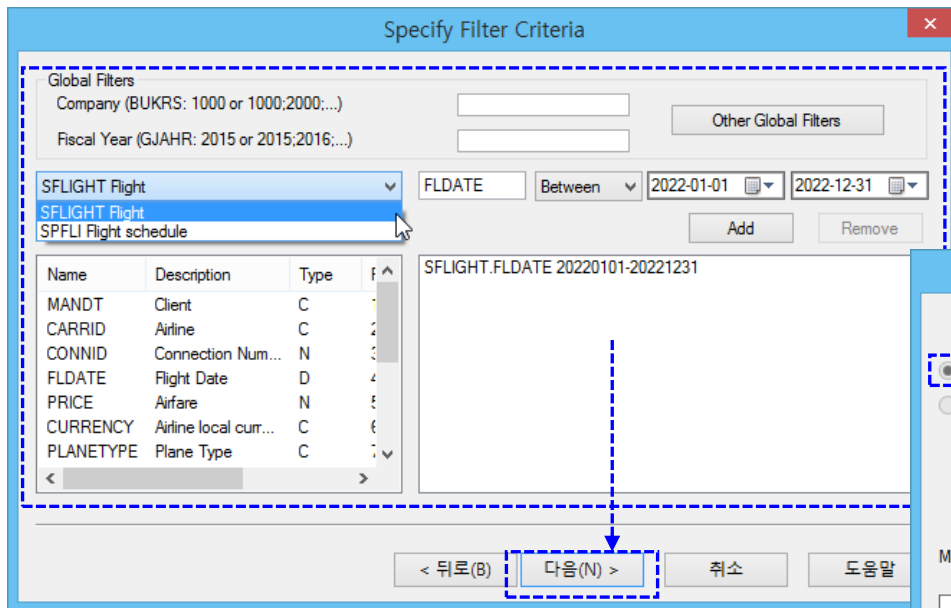 Specify Filter Criteria
Global Filters
Company (BUKRS: 1000 or 1000;2000;...)
Fiscal Year (GJAHR: 2015 or 2015;2016;...)
Other Global Filters
SFLIGHT Flight
FLDATE Between 2022-01-01 2022-12-31
SFLIGHT Flight
SPFLI Flight schedule
Add Remove
Name Description Type
SFLIGHT.FLDATE 20220101-20221231
MANDT Client C
CARRID Airline C
CONNID Connection Num... N
FLDATE Flight Date D
PRICE Airfare N
CURRENCY Airline local curr... C
PLANETYPE Plane Type C
< 뒤로(B) 다음(N) > 취소 도움말
M